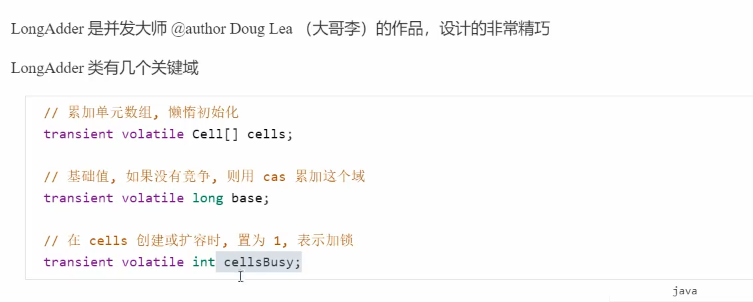 LongAdder 是并发大师 @author Doug Lea （大哥李）的作品，设计的非常精巧
LongAdder 类有几个关键域
// 累加单元数组, 懒惰初始化
transient volatile Cell[] cells;
// 基础值, 如果没有竞争, 则用 cas 累加这个域
transient volatile long base;
// 在 cells 创建或扩容时, 置为 1, 表示加锁
transient volatile int cellsBusy;
java